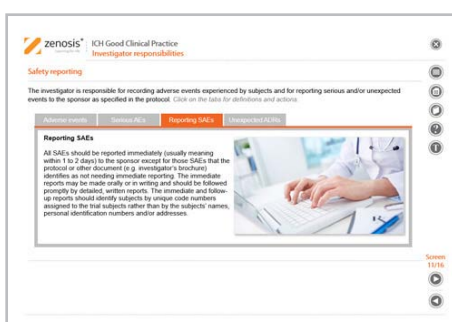 zenosis®
ICH Good Clinical Practice
Investigator responsibilities
Safety reporting
The investigator is responsible for recording adverse events experienced by subjects and for reporting serious and/or unexpected
events to the sponsor as specified in the protocol. Click on the tabs for definitions and actions.
Adverse events
Serious AEs
Reporting SAEs
Unexpected ADRs
Reporting SAEs
All SAEs should be reported immediately (usually meaning
within 1 to 2 days) to the sponsor except for those SAEs that the
protocol or other document (e.g. investigator's brochure)
identifies as not needing immediate reporting. The immediate
reports may be made orally or in writing and should be followed
promptly by detailed, written reports. The immediate and follow-
up reports should identify subjects by unique code numbers
assigned to the trial subjects rather than by the subjects' names,
personal identification numbers and/or addresses.
Screen
11/16